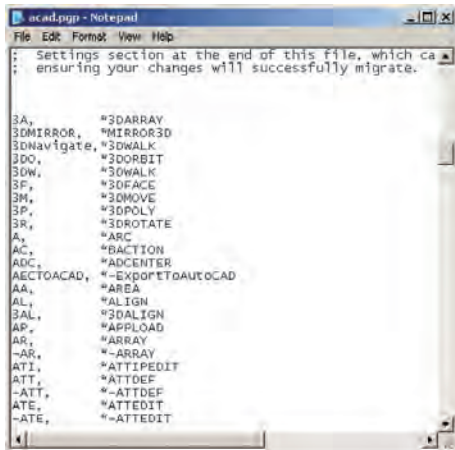 acad.pgp - Notepad
File Edit Format View Help
; Settings section at the end of this file, which ca
; ensuring your changes will successfully migrate.
3A, *3DARRAY
3DMIRROR, *MIRROR3D
3DNavigate,*3DWALK
3DO, *3DORBIT
3DW, *3DWALK
3F, *3DFACE
3M, *3DMOVE
3P, *3DPOLY
3R, *3DROTATE
A, *ARC
AC, *BACTION
ADC, *ADCENTER
AECTOACAD, *-ExportToAutoCAD
AA, *AREA
AL, *ALIGN
3AL, *3DALIGN
AP, *APPLOAD
AR, *ARRAY
-AR, *-ARRAY
ATI, *ATTIPEDIT
ATT, *ATTDEF
-ATT, *-ATTDEF
ATE, *ATTEDIT
-ATE, *-ATTEDIT